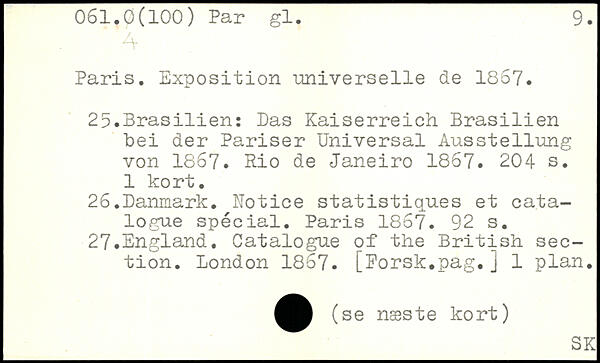 061.0(100) Par gl. 9.
4
Paris. Exposition universelle de 1867.
25.Brasilien: Das Kaiserreich Brasilien
bei der Pariser Universal Ausstellung
von 1867. Rio de Janeiro 1867. 204 s.
1 kort.
26.Danmark. Notice statistiques et cata-
logue spécial. Paris 1867. 92 s.
27.England. Catalogue of the British sec-
tion. London 1867. [Forsk.pag.] 1 plan.
(se næste kort)
SK